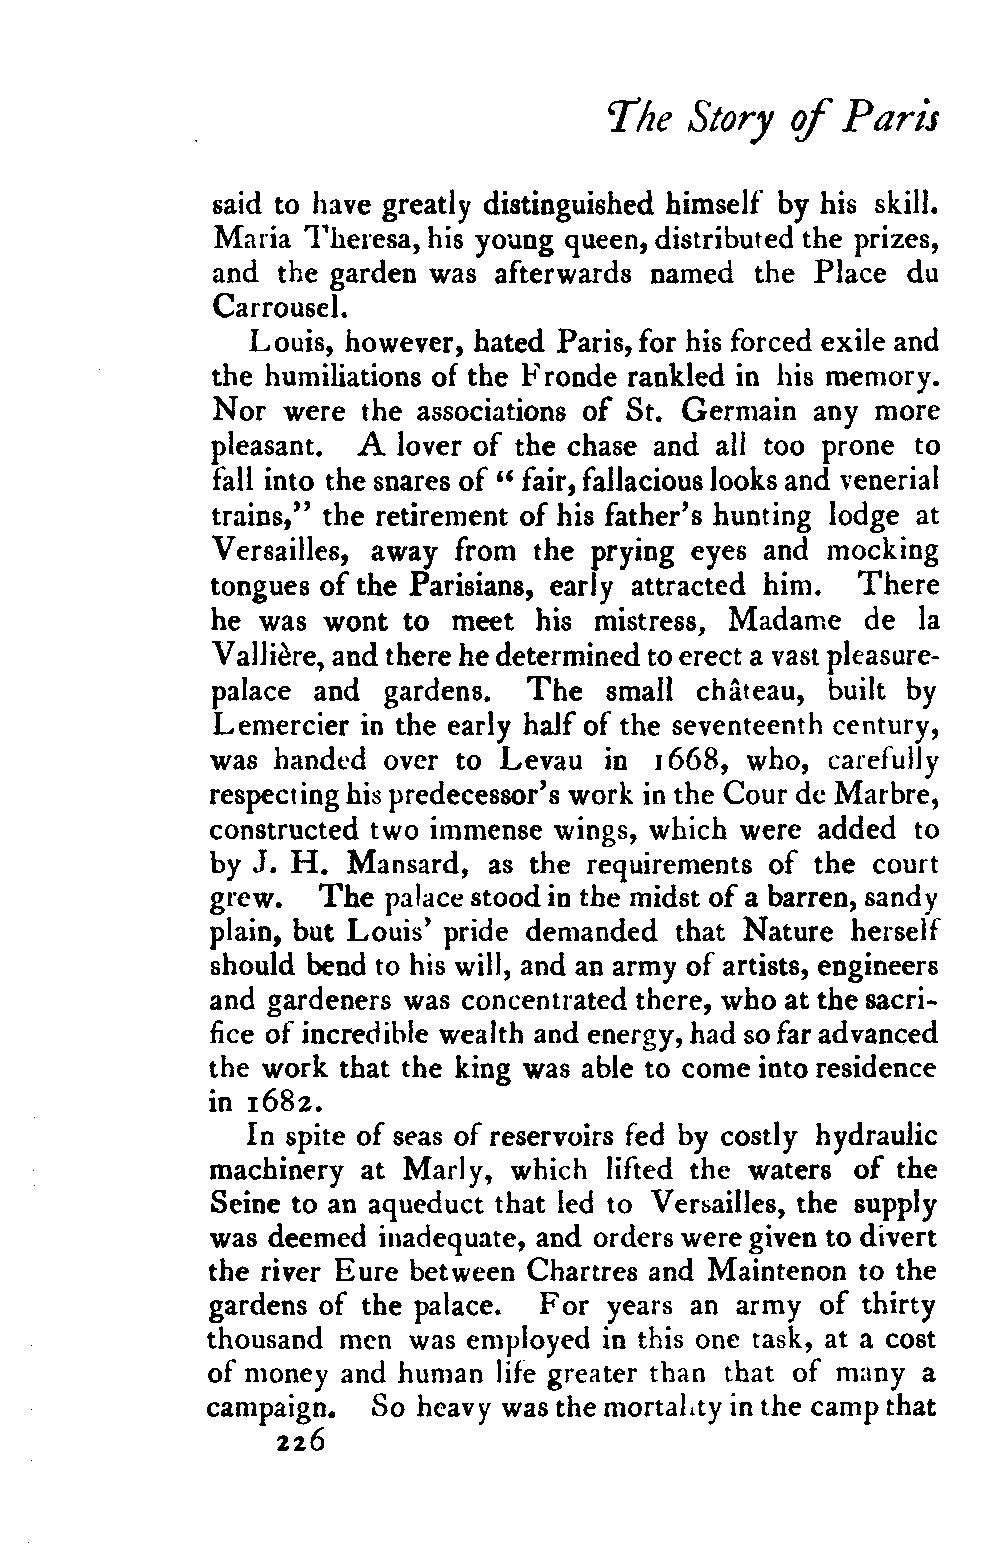 The Story of Paris
said to have greatly distinguished himself by his skill.
Maria Theresa, his young queen, distributed the prizes,
and the garden was afterwards named the Place du
Carrousel.
Louis, however, hated Paris, for his forced exile and
the humiliations of the Fronde rankled in his memory.
Nor were the associations of St. Germain any more
pleasant. A lover of the chase and all too prone to
fall into the snares of “ fair, fallacious looks and venerial
trains,” the retirement of his father’s hunting lodge at
Versailles, away from the prying eyes and mocking
tongues of the Parisians, early attracted him. There
he was wont to meet his mistress, Madame de la
Vallière, and there he determined to erect a vast pleasure-
palace and gardens. The small château, built by
Lemercier in the early half of the seventeenth century,
was handed over to Levau in 1668, who, carefully
respecting his predecessor’s work in the Cour de Marbre,
constructed two immense wings, which were added to
by J. H. Mansard, as the requirements of the court
grew. The palace stood in the midst of a barren, sandy
plain, but Louis’ pride demanded that Nature herself
should bend to his will, and an army of artists, engineers
and gardeners was concentrated there, who at the sacri-
fice of incredible wealth and energy, had so far advanced
the work that the king was able to come into residence
in 1682.
In spite of seas of reservoirs fed by costly hydraulic
machinery at Marly, which lifted the waters of the
Seine to an aqueduct that led to Versailles, the supply
was deemed inadequate, and orders were given to divert
the river Eure between Chartres and Maintenon to the
gardens of the palace. For years an army of thirty
thousand men was employed in this one task, at a cost
of money and human life greater than that of many a
campaign. So heavy was the mortality in the camp that
226